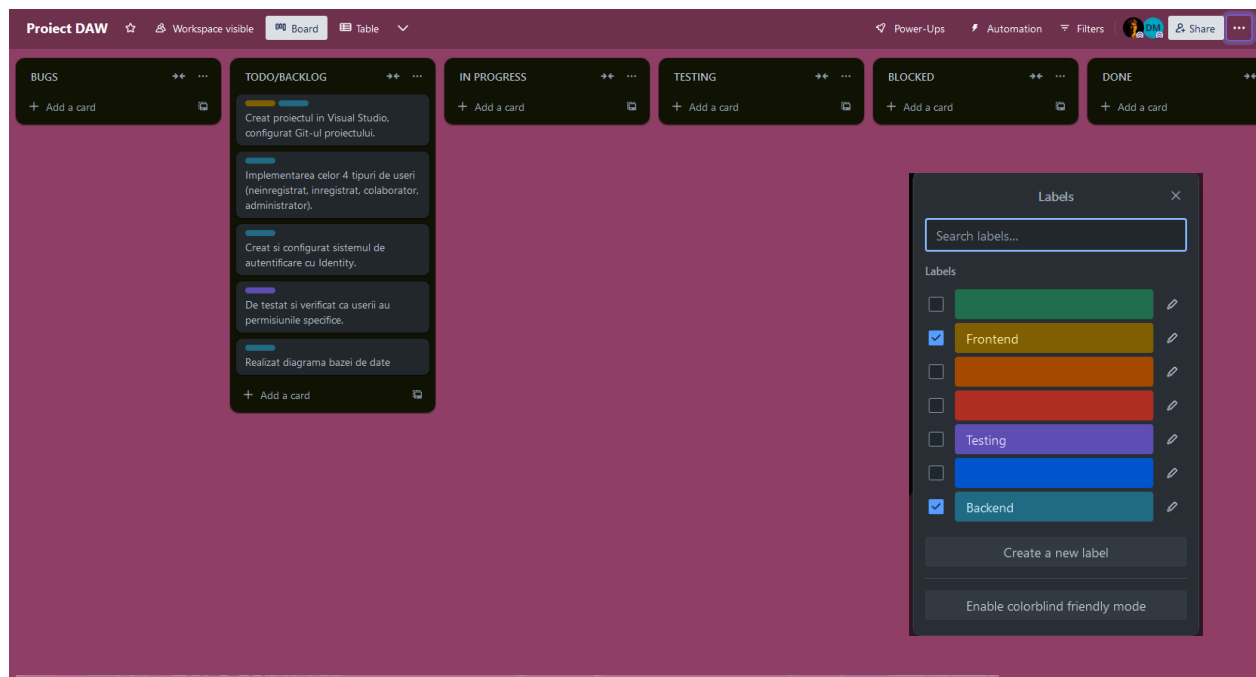 Proiect DAW Workspace visible Board Table Power-Ups Automation Filters DM Share
BUGS
Add a card
TODO/BACKLOG
Creat proiectul in Visual Studio,
configurat Git-ul proiectului.
Implementarea celor 4 tipuri de useri
(neinregistrat, inregistrat, colaborator,
administrator).
Creat si configurat sistemul de
autentificare cu Identity.
De testat si verificat ca userii au
permisiunile specifice.
Realizat diagrama bazei de date
Add a card
IN PROGRESS
Add a card
TESTING
Add a card
BLOCKED
Add a card
DONE
Add a card
Labels
Search labels...
Labels
Frontend
Testing
Backend
Create a new label
Enable colorblind friendly mode